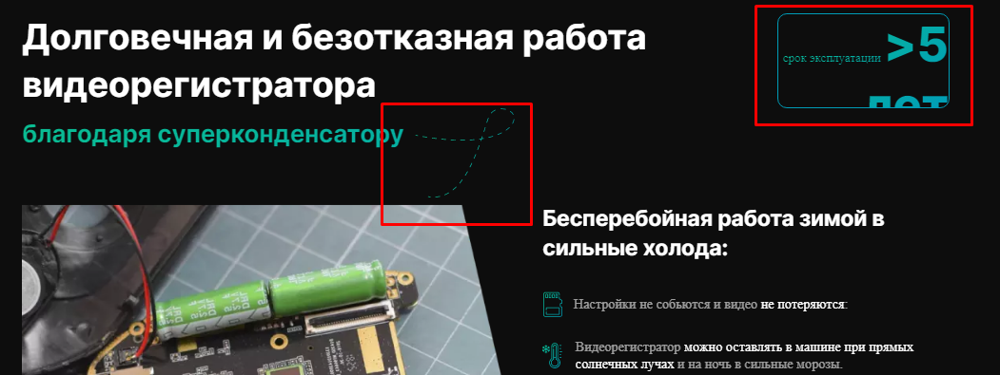 Долговечная и безотказная работа
видеорегистратора
благодаря суперконденсатору
срок эксплуатации >5
лет
Бесперебойная работа зимой в
сильные холода:
Настройки не собьются и видео не потеряются:
Видеорегистратор можно оставлять в машине при прямых
солнечных лучах и на ночь в сильные морозы.